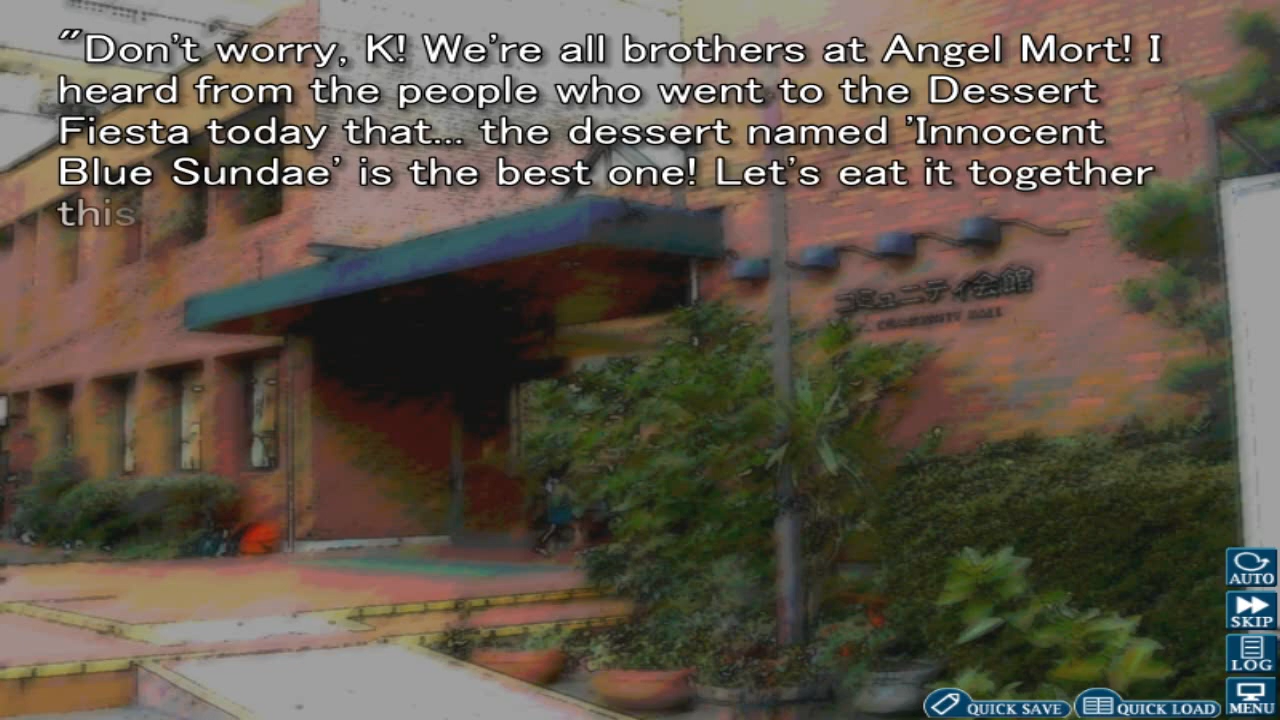 "Don't worry, K! We're all brothers at Angel Mort! I
heard from the people who went to the Dessert
Fiesta today that... the dessert named 'Innocent
Blue Sundae' is the best one! Let's eat it together
this
コミュニティ会館
COMMUNITY HALL
AUTO
SKIP
LOG
MENU
QUICK SAVE
QUICK LOAD